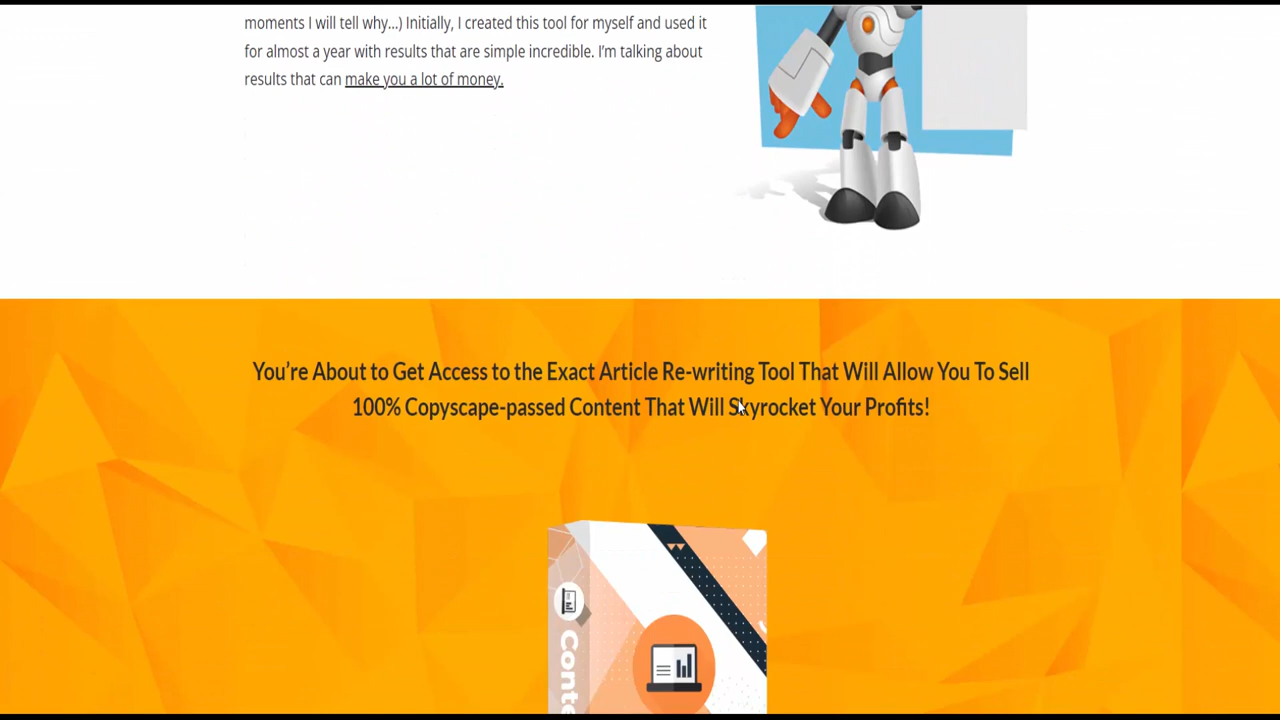 moments I will tell why...) Initially, I created this tool for myself and used it
for almost a year with results that are simple incredible. I'm talking about
results that can make you a lot of money.
You're About to Get Access to the Exact Article Re-writing Tool That Will Allow You To Sell
100% Copyscape-passed Content That Will Skyrocket Your Profits!
Conte